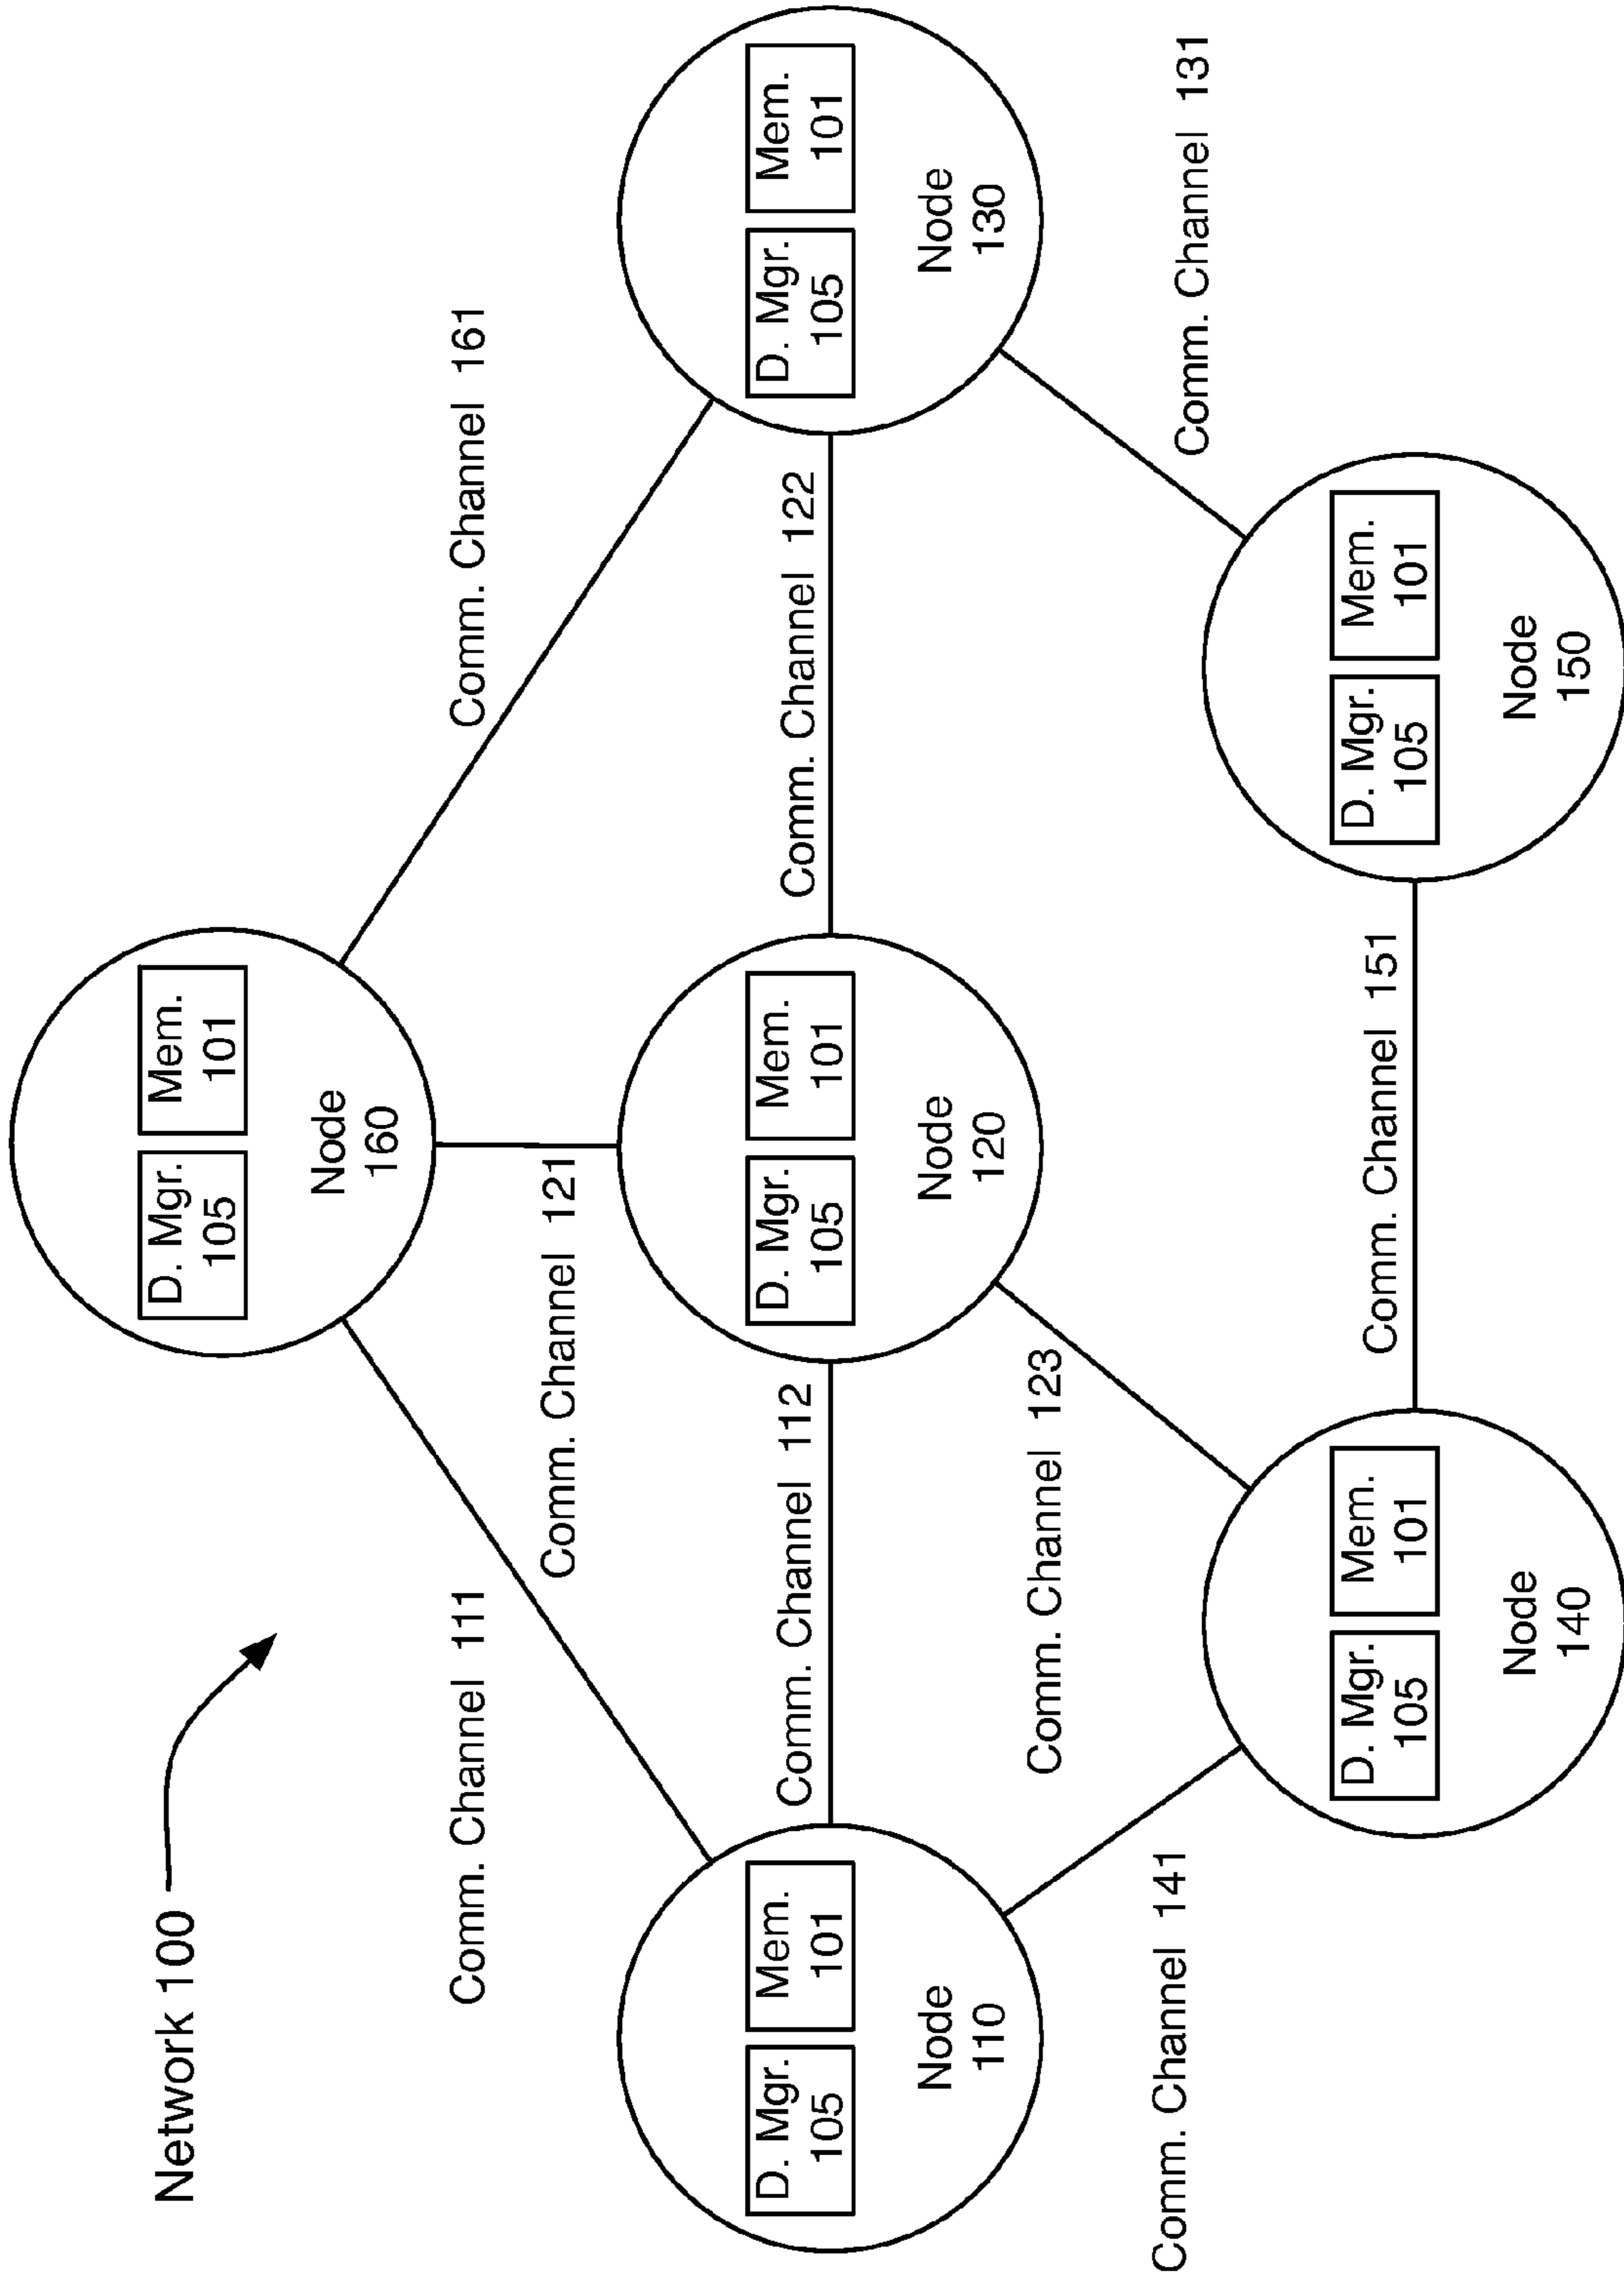 Network 100
D. Mgr.
105
Mem.
101
Node
160
Comm. Channel 111
Comm. Channel 161
Comm. Channel 121
D. Mgr.
105
Mem.
101
Node
110
Comm. Channel 112
D. Mgr.
105
Mem.
101
Node
120
Comm. Channel 122
D. Mgr.
105
Mem.
101
Node
130
Comm. Channel 141
Comm. Channel 123
Comm. Channel 131
D. Mgr.
105
Mem.
101
Node
140
Comm. Channel 151
D. Mgr.
105
Mem.
101
Node
150